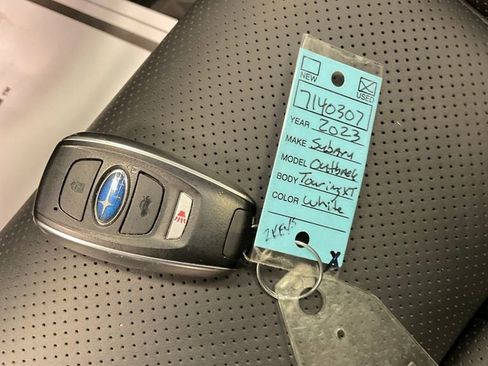 NEW
USED
7140307
YEAR 2023
MAKE Subaru
MODEL Outback
BODY Touring XT
COLOR White
2 KEYS